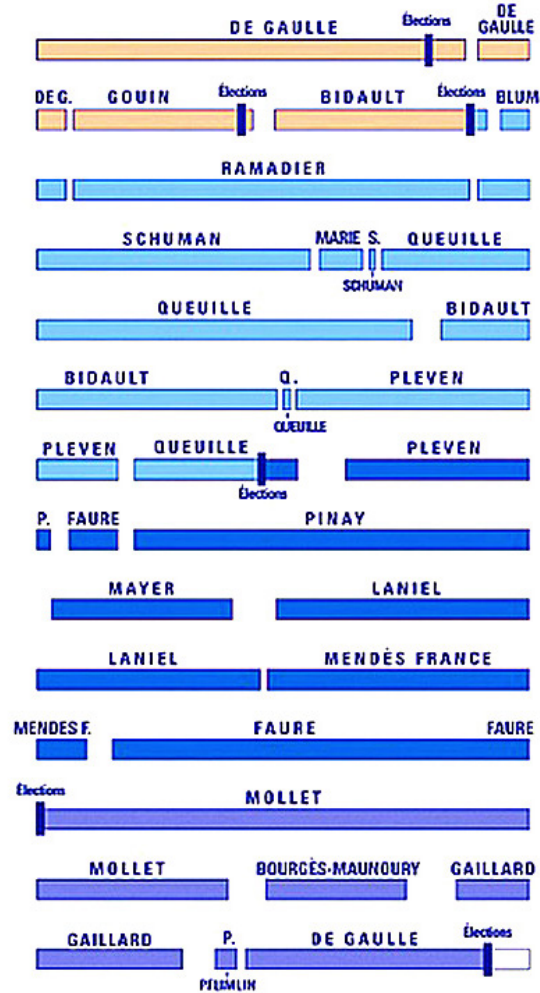 DE GAULLE Élections DE GAULLE
DE G. GOUIN Élections BIDAULT Élections BLUM
RAMADIER
SCHUMAN MARIE S. QUEUILLE
SCHUMAN
QUEUILLE BIDAULT
BIDAULT Q. PLEVEN
QUEUILLE
PLEVEN QUEUILLE PLEVEN
Élections
P. FAURE PINAY
MAYER LANIEL
LANIEL MENDÈS FRANCE
MENDES F. FAURE FAURE
Élections MOLLET
MOLLET BOURGÈS-MAUNOURY GAILLARD
GAILLARD P. DE GAULLE Élections
PFLIMLIN